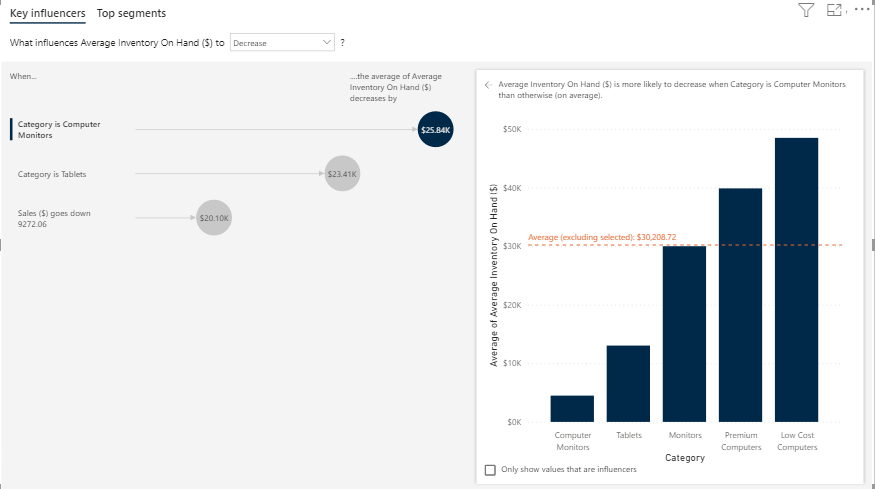 Key influencers Top segments
What influences Average Inventory On Hand ($) to Decrease ?
When...
....the average of Average
Inventory On Hand ($)
decreases by
Category is Computer
Monitors
$25.84K
Category is Tablets
$23.41K
Sales ($) goes down
9272.06
$20.10K
Average Inventory On Hand ($) is more likely to decrease when Category is Computer Monitors
than otherwise (on average).
Average of Average Inventory On Hand ($)
$50K
$40K
$30K
$20K
$10K
$0K
Average (excluding selected): $30,208.72
Computer
Monitors
Tablets
Monitors
Premium
Computers
Low Cost
Computers
Category
Only show values that are influencers